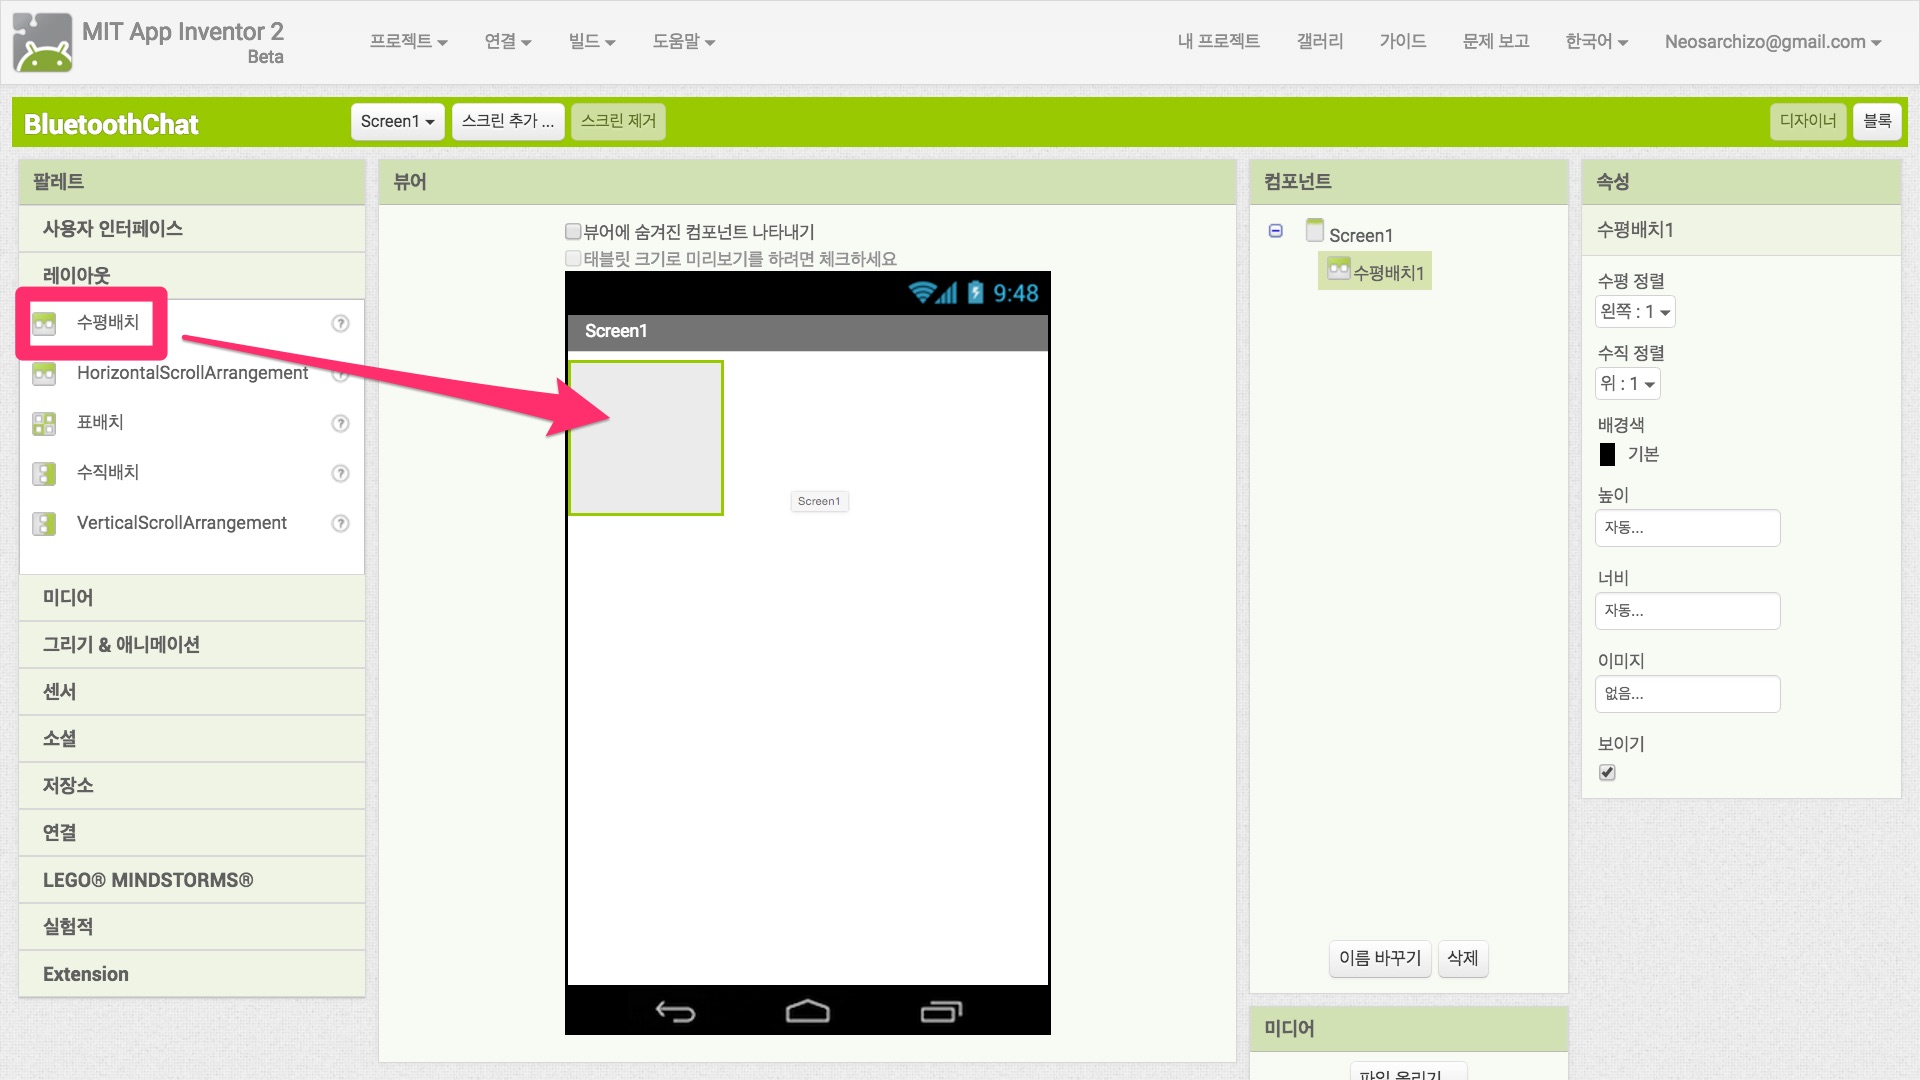 MIT App Inventor 2
Beta
프로젝트
연결
빌드
도움말
내 프로젝트
갤러리
가이드
문제 보고
한국어
Neosarchizo@gmail.com
BluetoothChat
Screen1
스크린 추가 ...
스크린 제거
디자이너
블록
팔레트
사용자 인터페이스
레이아웃
수평배치
?
HorizontalScrollArrangement
?
표배치
?
수직배치
?
VerticalScrollArrangement
?
미디어
그리기 & 애니메이션
센서
소셜
저장소
연결
LEGO® MINDSTORMS®
실험적
Extension
뷰어
뷰어에 숨겨진 컴포넌트 나타내기
태블릿 크기로 미리보기를 하려면 체크하세요
9:48
Screen1
Screen1
컴포넌트
Screen1
수평배치1
이름 바꾸기
삭제
미디어
파일 올리기 ...
속성
수평배치1
수평 정렬
왼쪽 : 1
수직 정렬
위 : 1
배경색
기본
높이
자동...
너비
자동...
이미지
없음...
보이기